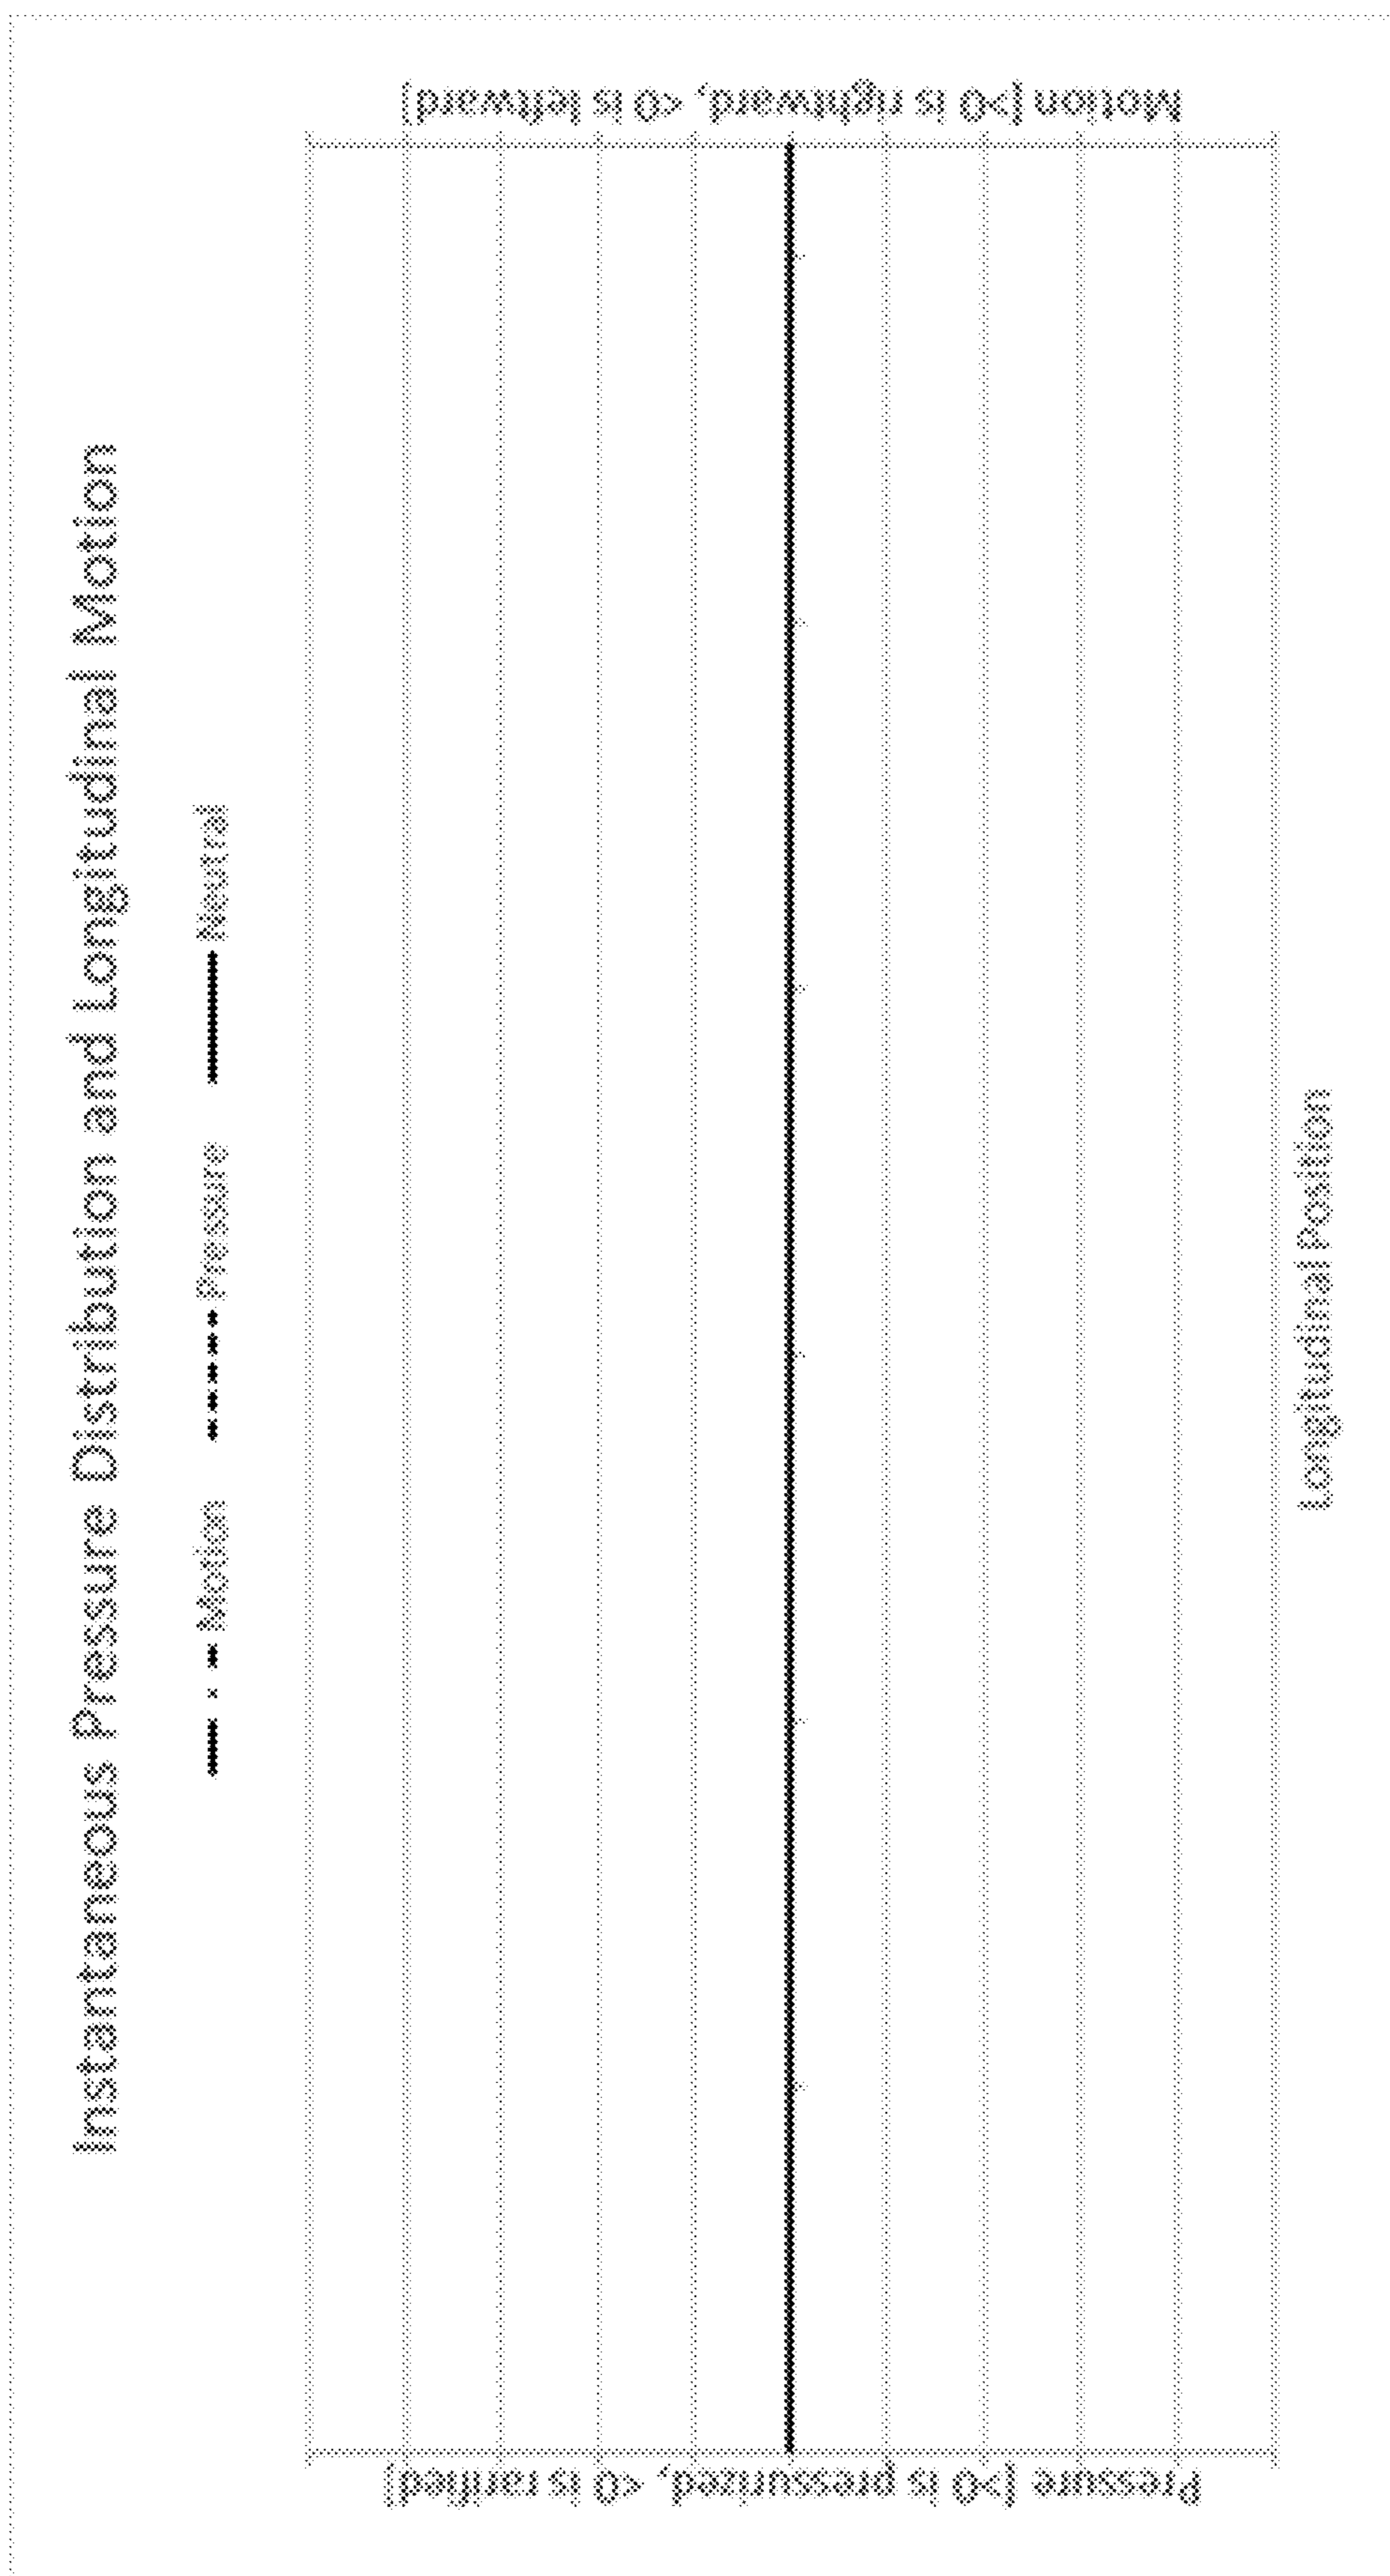 Instantaneous Pressure Distribution and Longitudinal Motion
Motion Pressure Neutral
Pressure [>0 is pressurized, <0 is rarified]
Motion [>0 is rightward, <0 is leftward]
Longitudinal Position